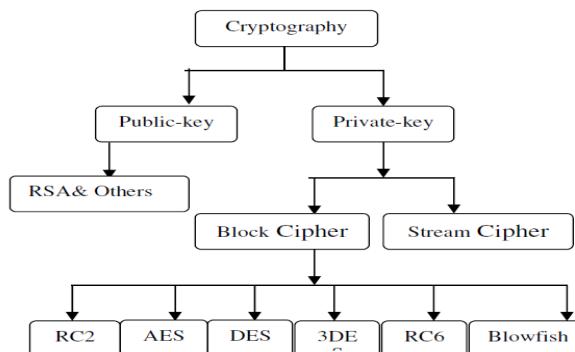 Cryptography
Public-key
Private-key
RSA& Others
Block Cipher
Stream Cipher
RC2
AES
DES
3DE
RC6
Blowfish